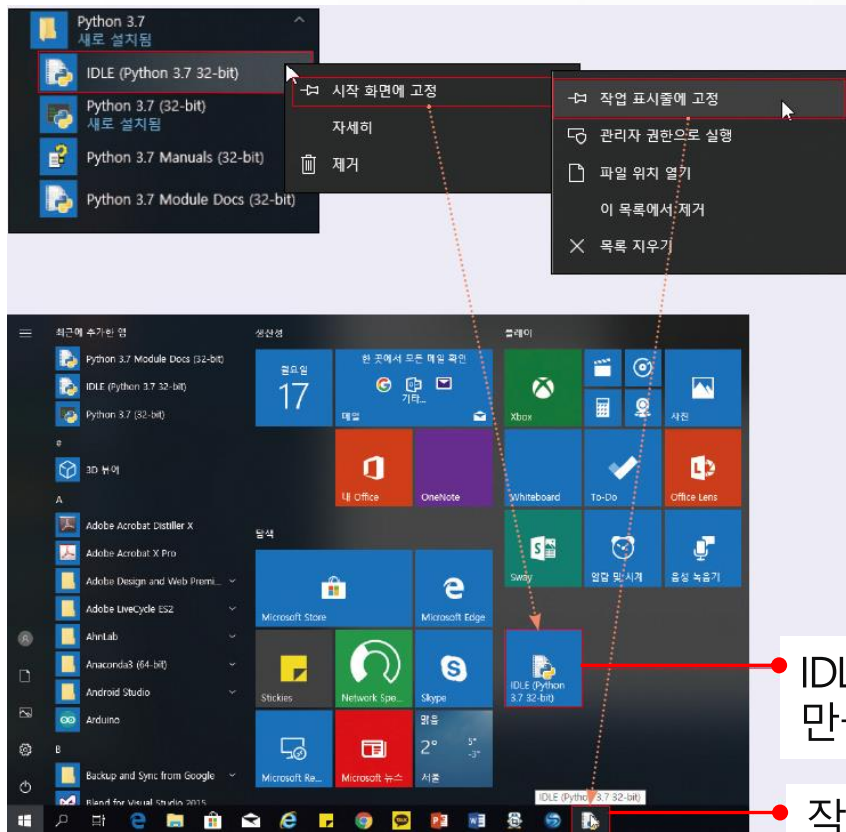 Python 3.7
새로 설치됨
IDLE (Python 3.7 32-bit)
Python 3.7 (32-bit)
새로 설치됨
Python 3.7 Manuals (32-bit)
Python 3.7 Module Docs (32-bit)
시작 화면에 고정
자세히
제거
작업 표시줄에 고정
관리자 권한으로 실행
파일 위치 열기
이 목록에서 제거
목록 지우기
최근에 추가한 앱
Python 3.7 Module Docs (32-bit)
IDLE (Python 3.7 32-bit)
Python 3.7 (32-bit)
#
3D 뷰어
A
Adobe Acrobat Distiller X
Adobe Acrobat X Pro
Adobe Design and Web Premi...
Adobe LiveCycle ES2
AhnLab
Anaconda3 (64-bit)
Android Studio
Arduino
B
Backup and Sync from Google
Blend for Visual Studio 2015
생산성
월요일
17
한 곳에서 모든 메일 확인
기타...
메일
내 Office
OneNote
탐색
Microsoft Store
Microsoft Edge
Stickies
Network Spe...
Skype
Microsoft Re...
Microsoft 뉴스
맑음
2°
5°
-3°
서울
플레이
Xbox
사진
Whiteboard
To-Do
Office Lens
Sway
알람 및 시계
음성 녹음기
IDLE (Python
3.7 32-bit)
IDLE (Python 3.7 32-bit)
작